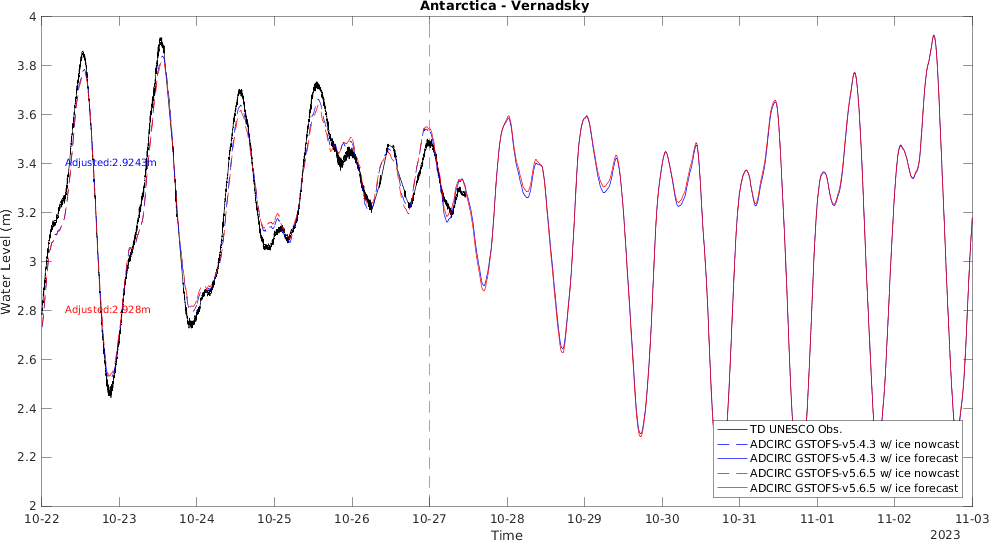 Antarctica - Vernadsky
4
3.8
3.6
3.4
3.2
3
2.8
2.6
2.4
2.2
2
Water Level (m)
Adjusted:2.9243m
Adjusted:2.928m
TD UNESCO Obs.
ADCIRC GSTOFS-v5.4.3 w/ ice nowcast
ADCIRC GSTOFS-v5.4.3 w/ ice forecast
ADCIRC GSTOFS-v5.6.5 w/ ice nowcast
ADCIRC GSTOFS-v5.6.5 w/ ice forecast
10-22 10-23 10-24 10-25 10-26 10-27 10-28 10-29 10-30 10-31 11-01 11-02 11-03
Time
2023